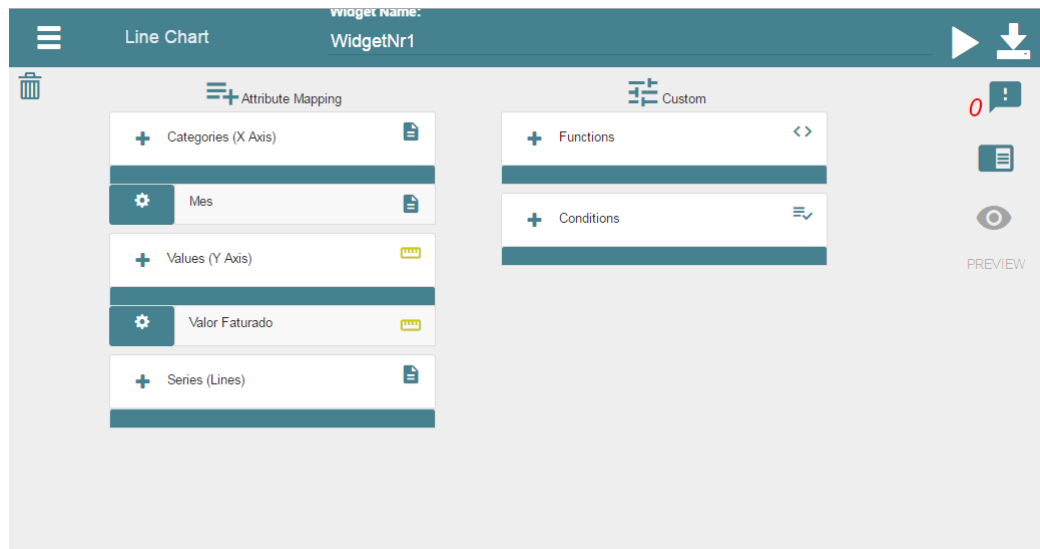 Widget Name:
Line Chart
WidgetNr1
Attribute Mapping
Custom
0
Categories (X Axis)
Functions
Mes
Conditions
Values (Y Axis)
PREVIEW
Valor Faturado
Series (Lines)